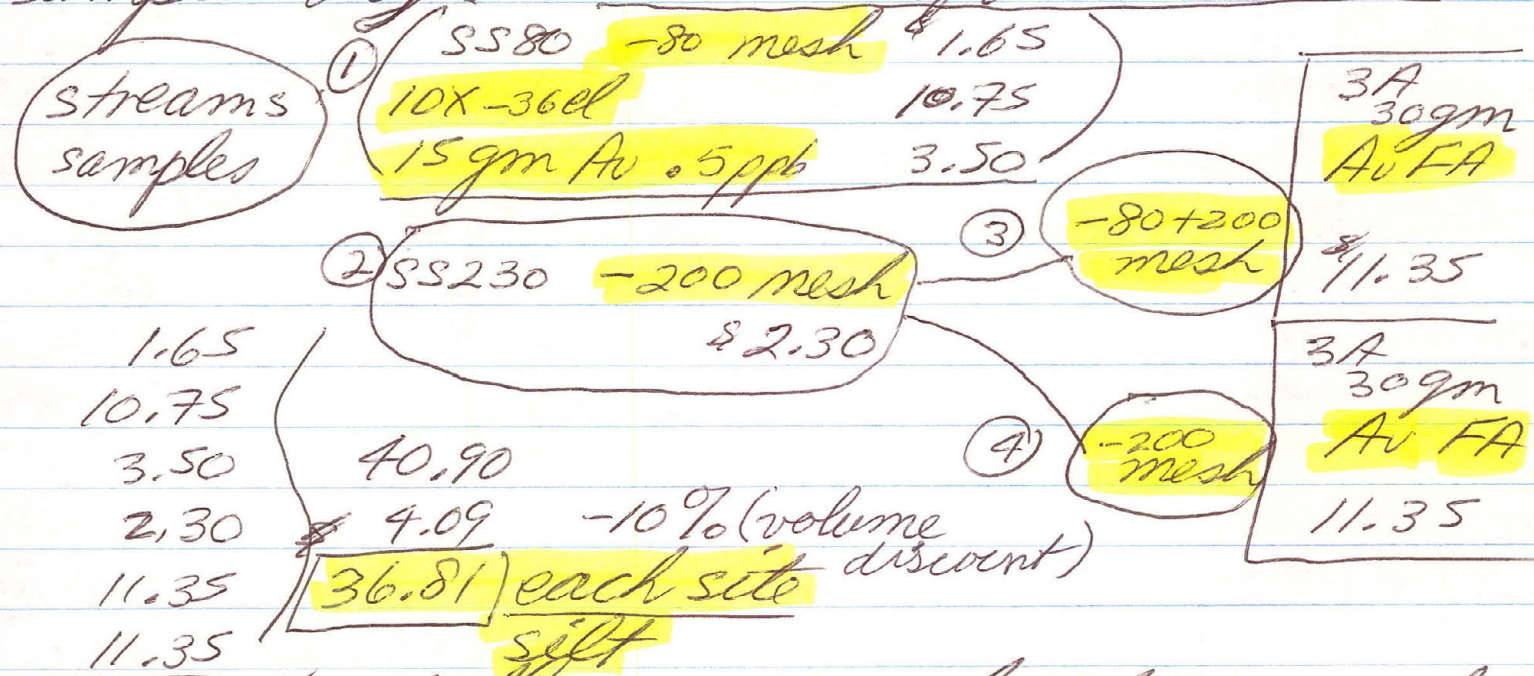 streams
samples
① SS80 -80 mesh $1.65
10X-36el 10.75
15 gm Au .5ppb 3.50
② SS230 -200 mesh
$2.30
③ -80+200
mesh
3A
30gm
Au FA
$11.35
④ -200
mesh
3A
30gm
Au FA
11.35
1.65
10.75
3.50
2.30
11.35
11.35
40.90
4.09 -10% (volume
discount)
36.81 each site
silt